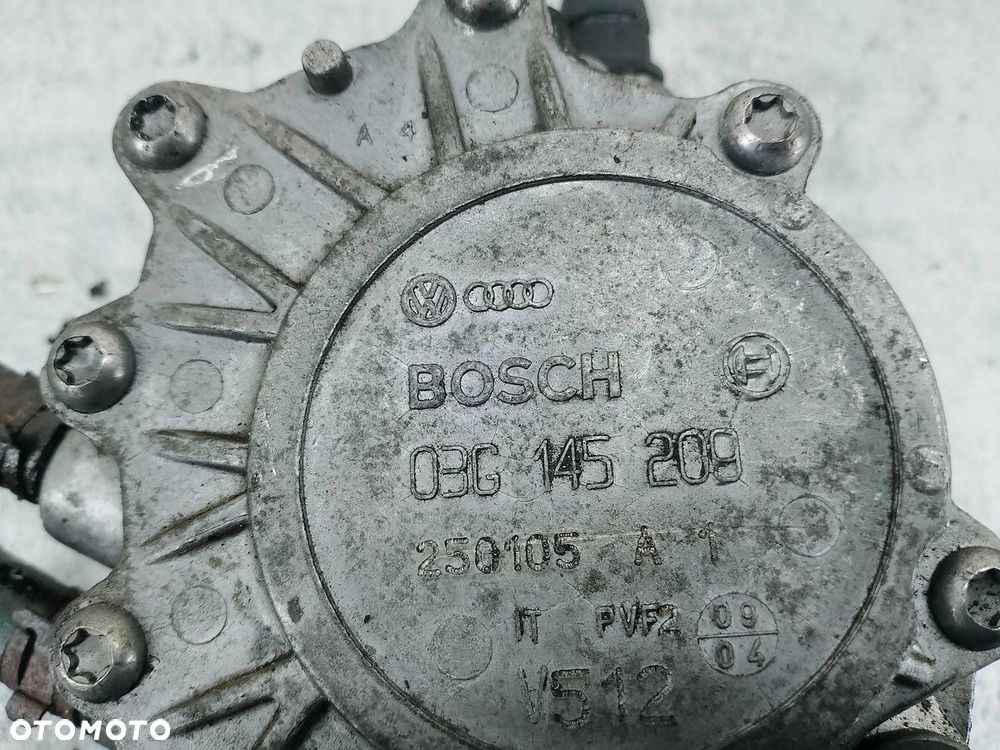 A 4
BOSCH
03G 145 209
250105 A 1
IT PVF2 09
04
V512
OTOMOTO